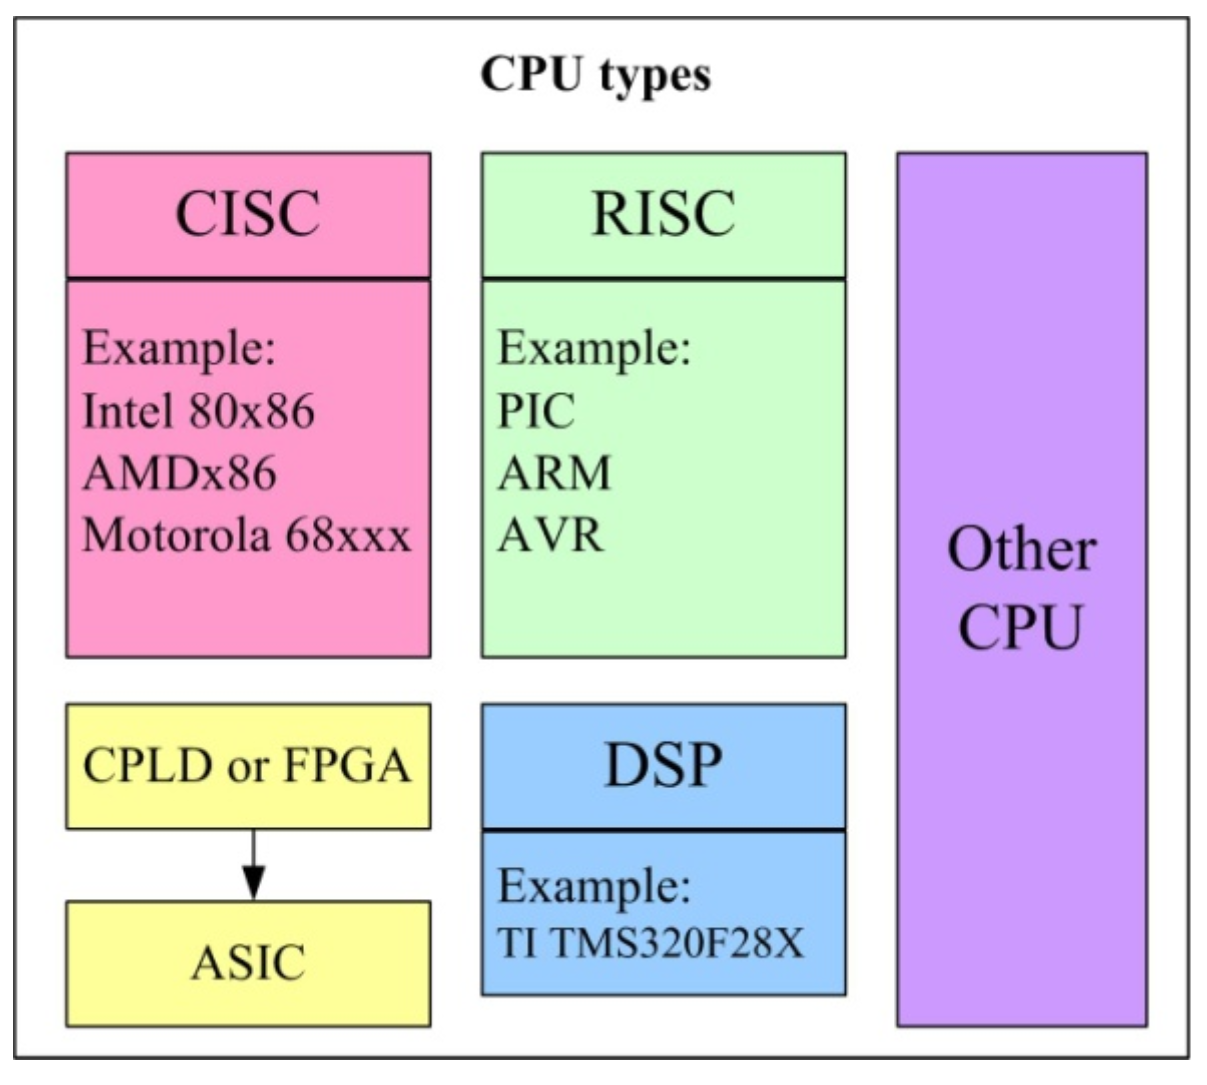 CPU types
CISC
Example:
Intel 80x86
AMDx86
Motorola 68xxx
RISC
Example:
PIC
ARM
AVR
CPLD or FPGA
ASIC
DSP
Example:
TI TMS320F28X
Other
CPU